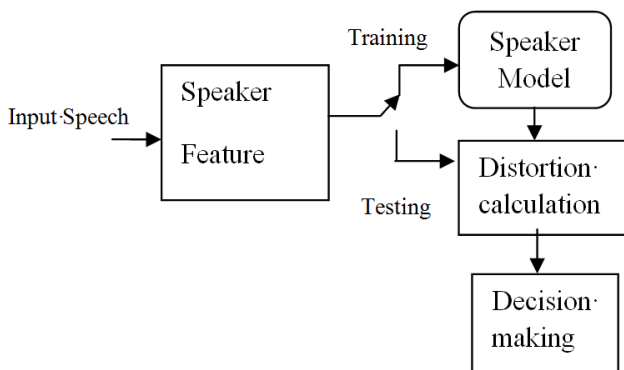 Training
Speaker
Model
Speaker
Feature
Input·Speech
Testing
Distortion·
calculation
Decision·
making